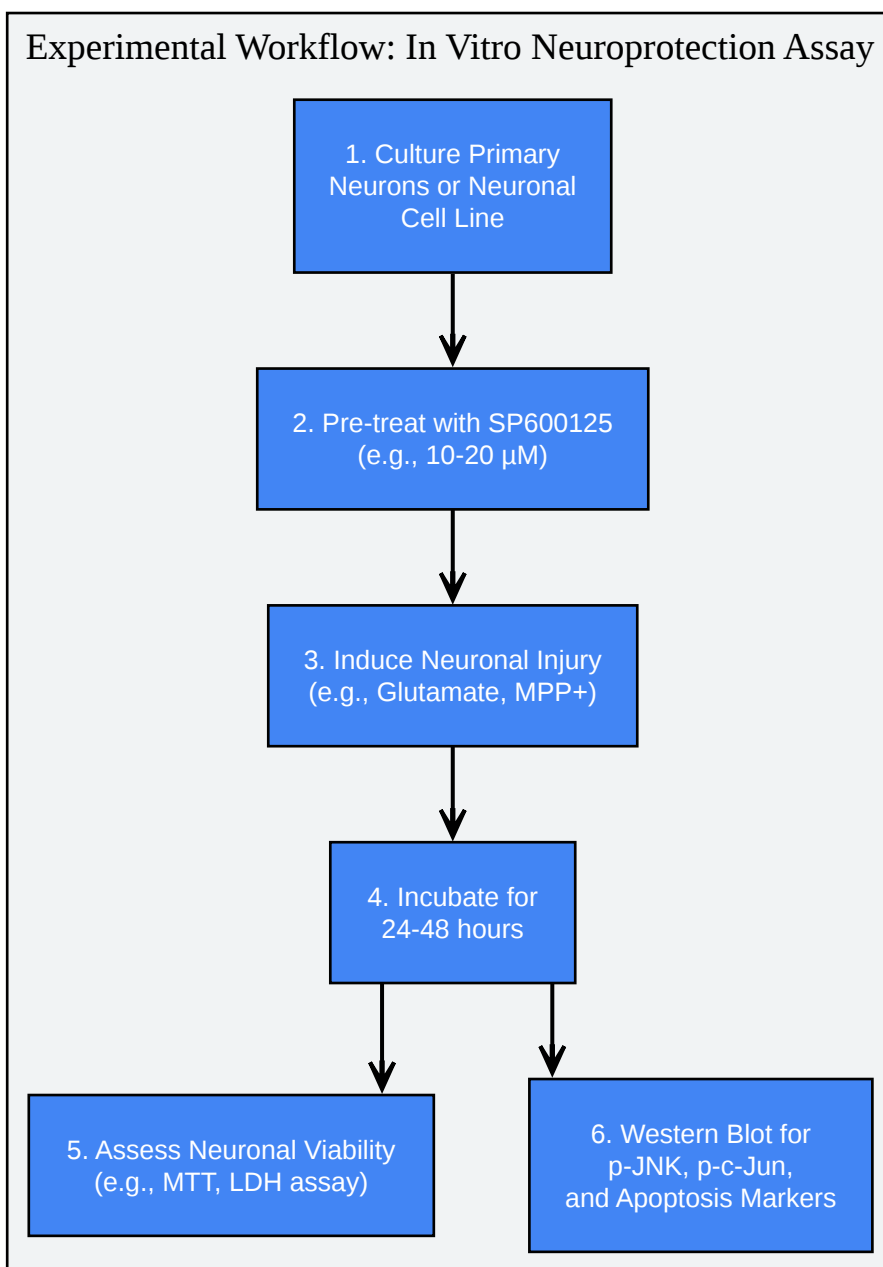 Experimental Workflow: In Vitro Neuroprotection Assay
1. Culture Primary
Neurons or Neuronal
Cell Line
2. Pre-treat with SP600125
(e.g., 10-20 µM)
3. Induce Neuronal Injury
(e.g., Glutamate, MPP+)
4. Incubate for
24-48 hours
5. Assess Neuronal Viability
(e.g., MTT, LDH assay)
6. Western Blot for
p-JNK, p-c-Jun,
and Apoptosis Markers